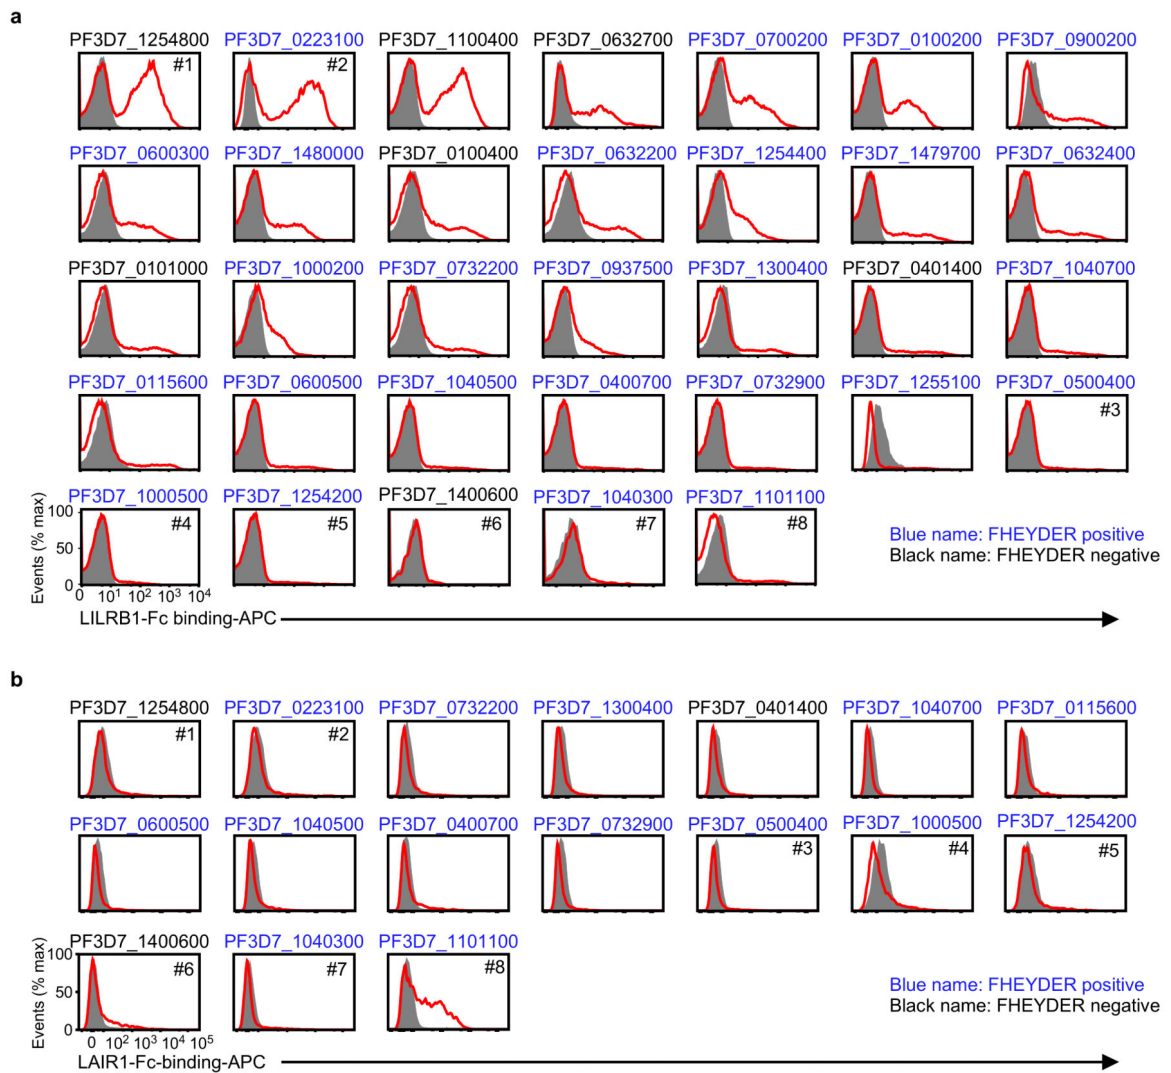 a
PF3D7_1254800 PF3D7_0223100 PF3D7_1100400 PF3D7_0632700 PF3D7_0700200 PF3D7_0100200 PF3D7_0900200
#1 #2
PF3D7_0600300 PF3D7_1480000 PF3D7_0100400 PF3D7_0632200 PF3D7_1254400 PF3D7_1479700 PF3D7_0632400
PF3D7_0101000 PF3D7_1000200 PF3D7_0732200 PF3D7_0937500 PF3D7_1300400 PF3D7_0401400 PF3D7_1040700
PF3D7_0115600 PF3D7_0600500 PF3D7_1040500 PF3D7_0400700 PF3D7_0732900 PF3D7_1255100 PF3D7_0500400
#3
PF3D7_1000500 PF3D7_1254200 PF3D7_1400600 PF3D7_1040300 PF3D7_1101100
#4 #5 #6 #7 #8
Events (% max)
100
50
0
0 10¹ 10² 10³ 10⁴
LILRB1-Fc binding-APC
Blue name: FHEYDER positive
Black name: FHEYDER negative
b
PF3D7_1254800 PF3D7_0223100 PF3D7_0732200 PF3D7_1300400 PF3D7_0401400 PF3D7_1040700 PF3D7_0115600
#1 #2
PF3D7_0600500 PF3D7_1040500 PF3D7_0400700 PF3D7_0732900 PF3D7_0500400 PF3D7_1000500 PF3D7_1254200
#3 #4 #5
PF3D7_1400600 PF3D7_1040300 PF3D7_1101100
#6 #7 #8
Events (% max)
100
50
0
0 10² 10³ 10⁴ 10⁵
LAIR1-Fc-binding-APC
Blue name: FHEYDER positive
Black name: FHEYDER negative